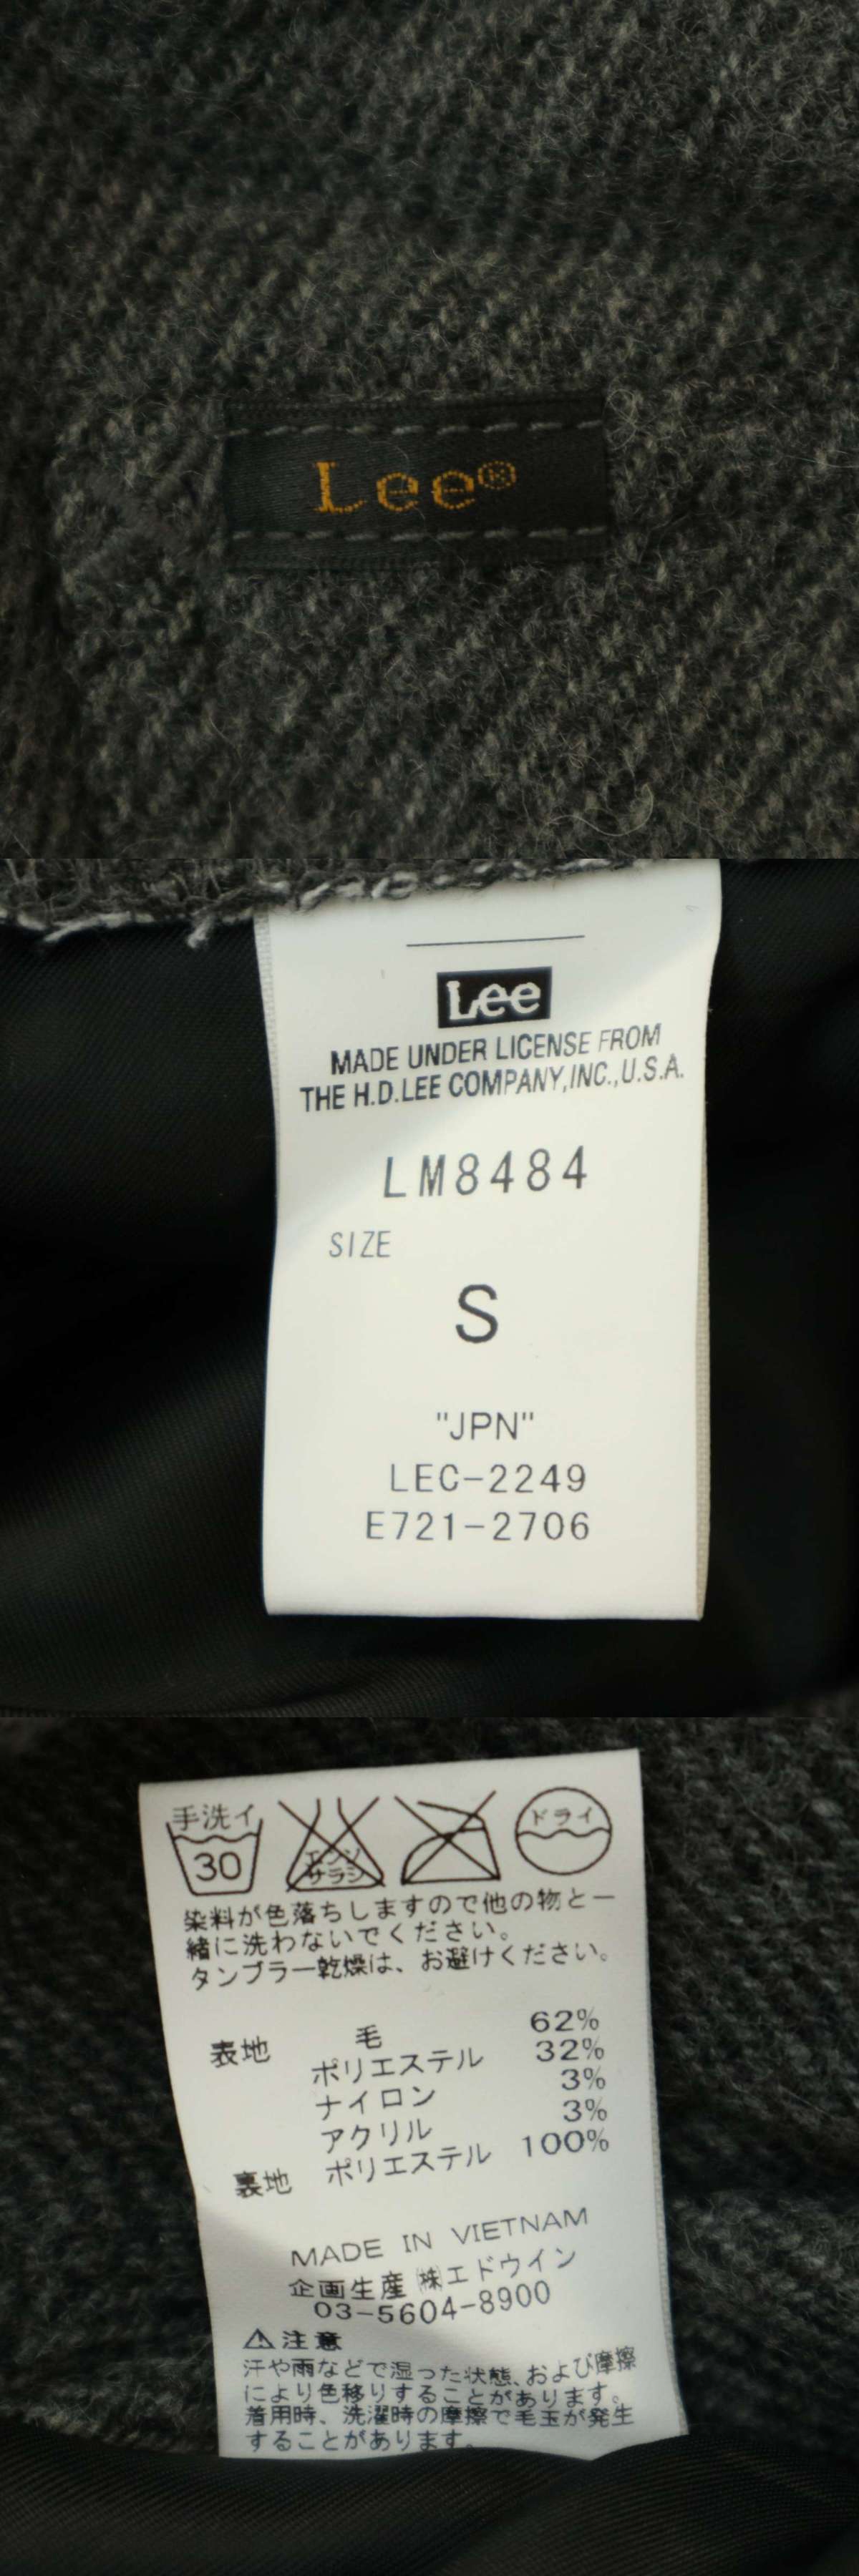 Lee®
Lee
MADE UNDER LICENSE FROM
THE H.D.LEE COMPANY,INC.,U.S.A.
LM8484
SIZE
S
"JPN"
LEC-2249
E721-2706
手洗イ 30 エンソサラシ ドライ
染料が色落ちしますので他の物と一
緒に洗わないでください。
タンブラー乾燥は、お避けください。
表地 毛 62%
ポリエステル 32%
ナイロン 3%
アクリル 3%
裏地 ポリエステル 100%
MADE IN VIETNAM
企画生産 ㈱エドウイン
03-5604-8900
⚠注意
汗や雨などで湿った状態、および摩擦
により色移りすることがあります。
着用時、洗濯時の摩擦で毛玉が発生
することがあります。